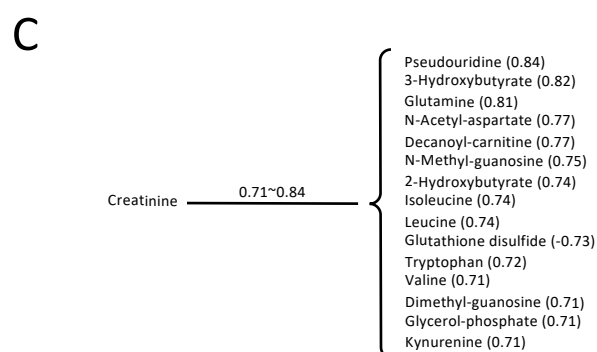 C
Creatinine
0.71~0.84
Pseudouridine (0.84)
3-Hydroxybutyrate (0.82)
Glutamine (0.81)
N-Acetyl-aspartate (0.77)
Decanoyl-carnitine (0.77)
N-Methyl-guanosine (0.75)
2-Hydroxybutyrate (0.74)
Isoleucine (0.74)
Leucine (0.74)
Glutathione disulfide (-0.73)
Tryptophan (0.72)
Valine (0.71)
Dimethyl-guanosine (0.71)
Glycerol-phosphate (0.71)
Kynurenine (0.71)